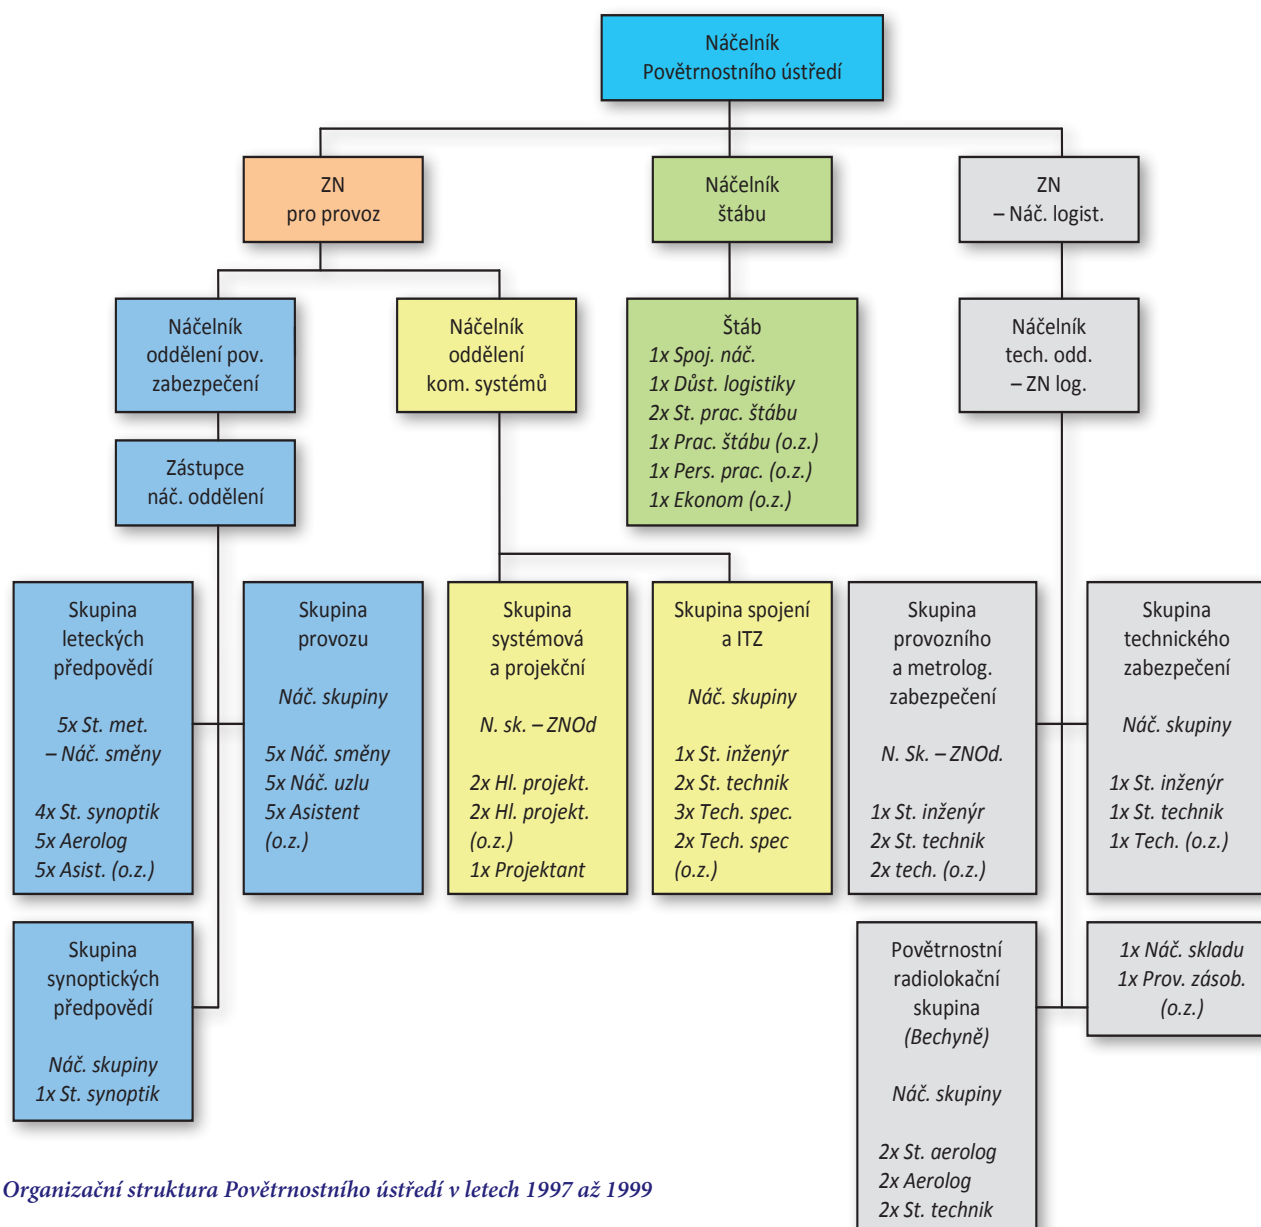 Náčelník
Povětrnostního ústředí
ZN
pro provoz
Náčelník
štábu
ZN
– Náč. logist.
Náčelník
oddělení pov.
zabezpečení
Náčelník
oddělení
kom. systémů
Štáb
1x Spoj. náč.
1x Důst. logistiky
2x St. prac. štábu
1x Prac. štábu (o.z.)
1x Pers. prac. (o.z.)
1x Ekonom (o.z.)
Náčelník
tech. odd.
– ZN log.
Zástupce
náč. oddělení
Skupina
leteckých
předpovědí
5x St. met.
– Náč. směny
4x St. synoptik
5x Aerolog
5x Asist. (o.z.)
Skupina
provozu
Náč. skupiny
5x Náč. směny
5x Náč. uzlu
5x Asistent
(o.z.)
Skupina
systémová
a projekční
N. sk. – ZNOd
2x Hl. projekt.
2x Hl. projekt.
(o.z.)
1x Projektant
Skupina spojení
a ITZ
Náč. skupiny
1x St. inženýr
2x St. technik
3x Tech. spec.
2x Tech. spec
(o.z.)
Skupina
provozního
a metrolog.
zabezpečení
N. Sk. – ZNOd.
1x St. inženýr
2x St. technik
2x tech. (o.z.)
Skupina
technického
zabezpečení
Náč. skupiny
1x St. inženýr
1x St. technik
1x Tech. (o.z.)
Skupina
synoptických
předpovědí
Náč. skupiny
1x St. synoptik
Povětrnostní
radiolokační
skupina
(Bechyně)
Náč. skupiny
2x St. aerolog
2x Aerolog
2x St. technik
1x Náč. skladu
1x Prov. zásob.
(o.z.)
Organizační struktura Povětrnostního ústředí v letech 1997 až 1999